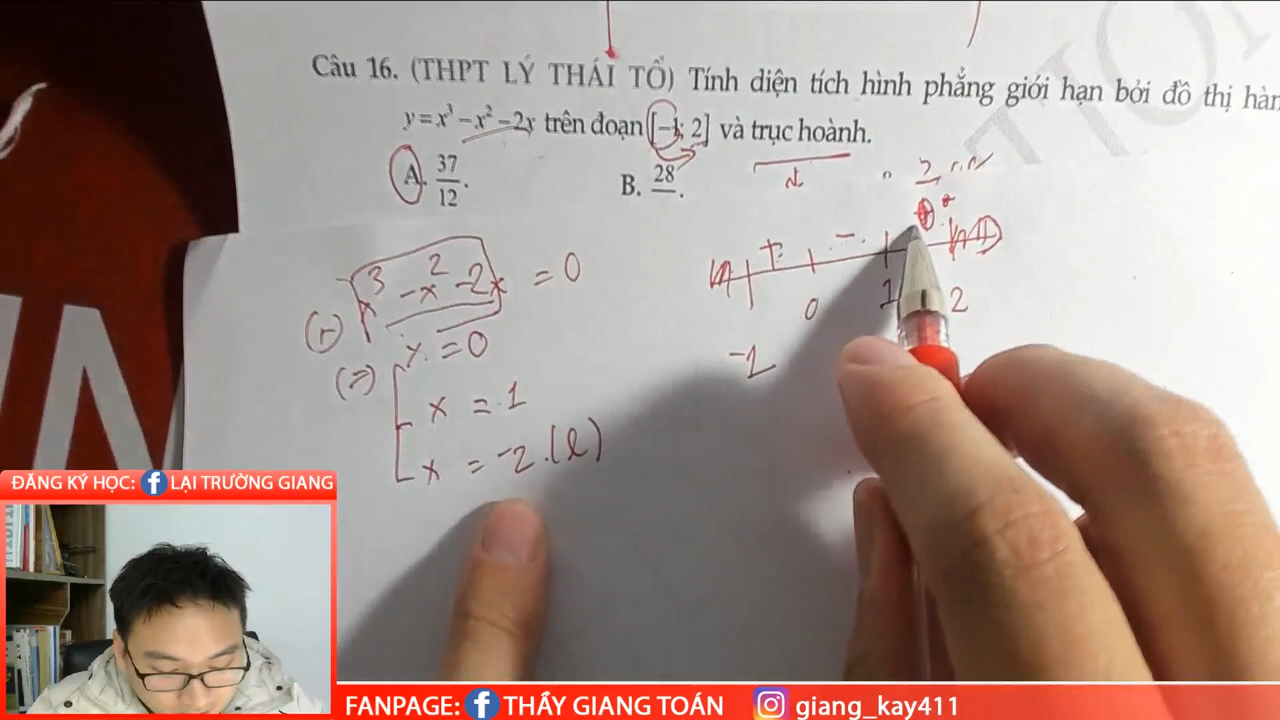 Câu 16. (THPT LÝ THÁI TỔ) Tính diện tích hình phẳng giới hạn bởi đồ thị hàn
y = x³ − x² − 2x trên đoạn [−1; 2] và trục hoành.
A. 37/12.
B. 28
x³ − x² − 2x = 0
(=) x = 0
x = 1
x = -2 (l)
+ −
0 1 2
-1
ĐĂNG KÝ HỌC: LẠI TRƯỜNG GIANG
FANPAGE: THẦY GIANG TOÁN giang_kay411